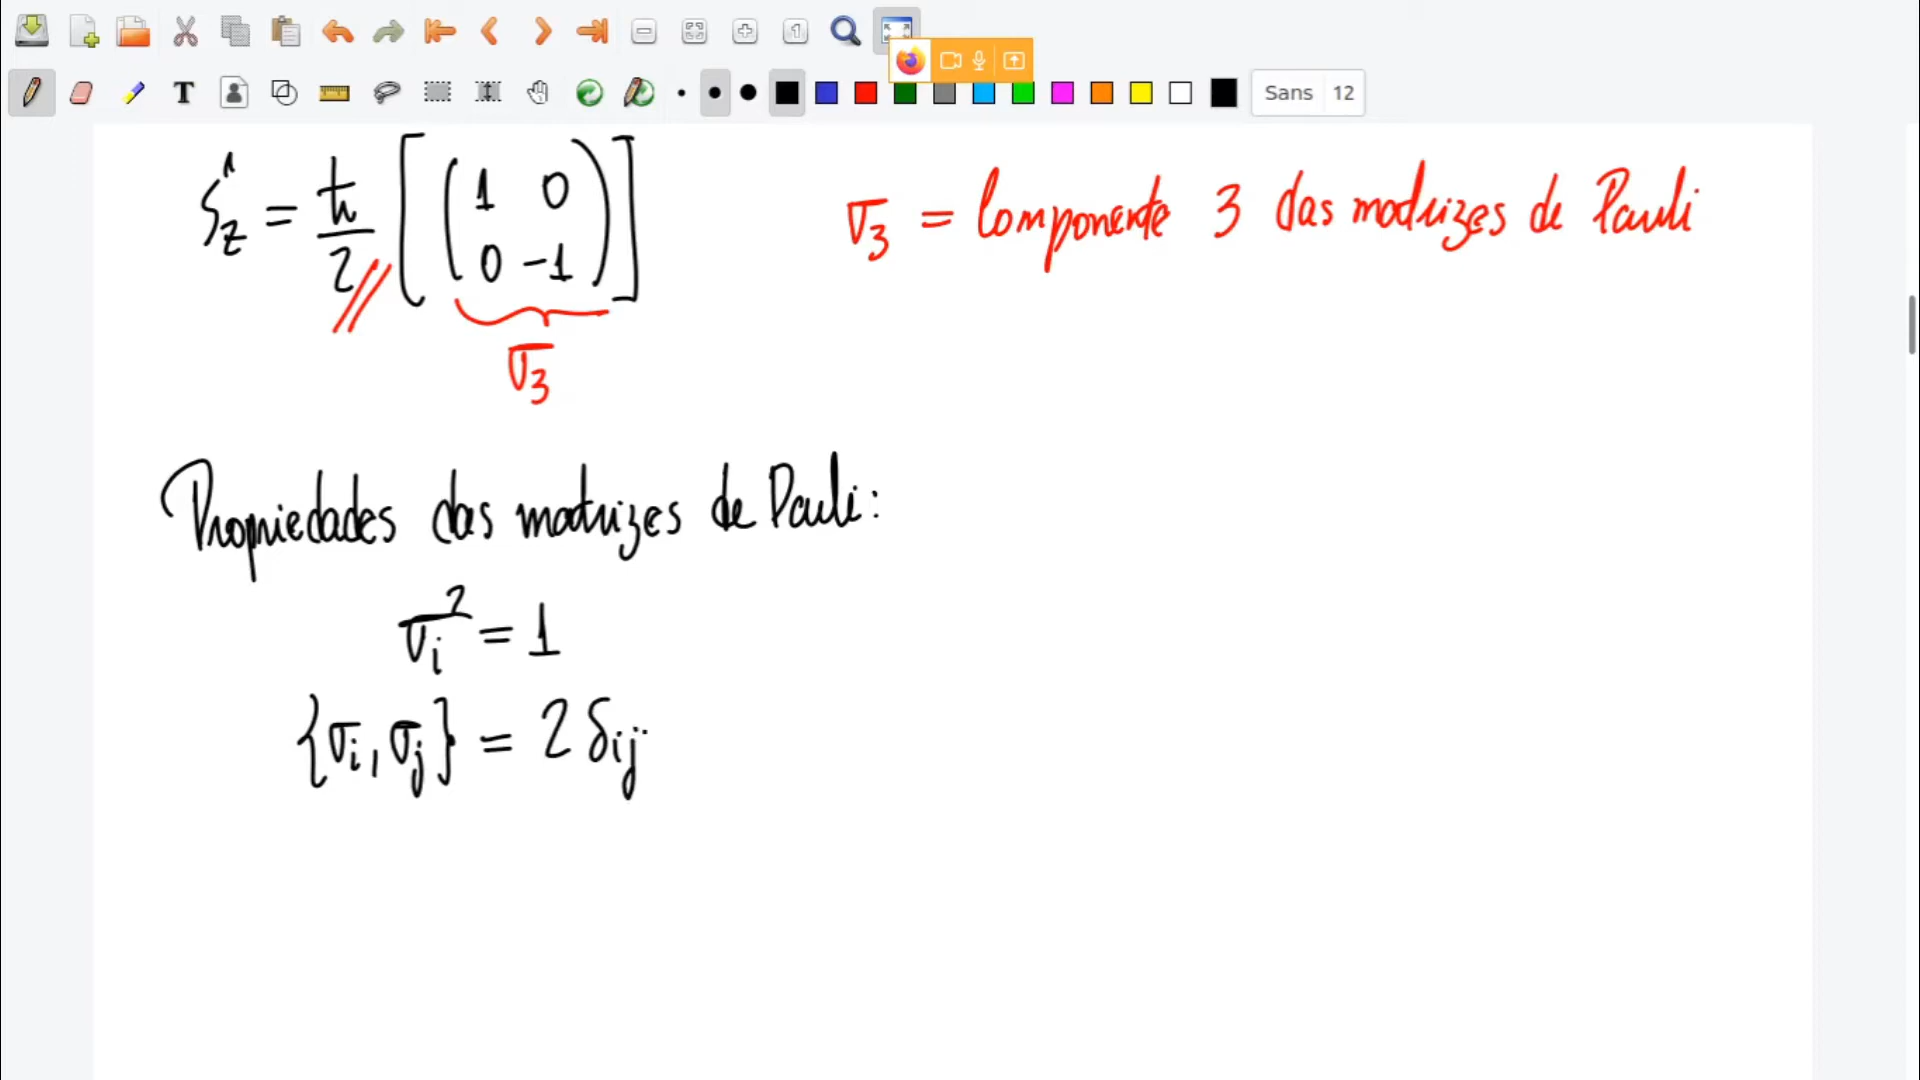 T Sans 12
Ŝz = ħ/2 [(1 0
0 -1)]
σ3 = Componente 3 das matrizes de Pauli
σ3
Propriedades das matrizes de Pauli:
σi² = 1
{σi, σj} = 2 δij